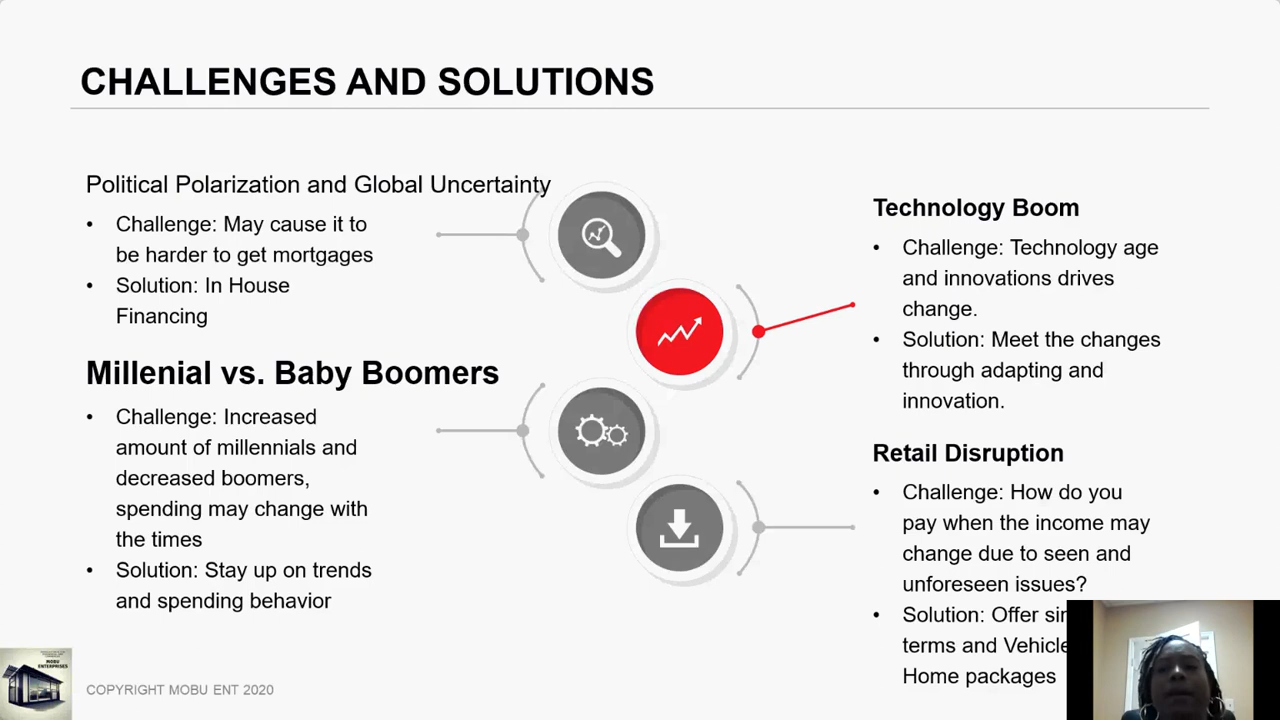 CHALLENGES AND SOLUTIONS
Political Polarization and Global Uncertainty
• Challenge: May cause it to
be harder to get mortgages
• Solution: In House
Financing
Millenial vs. Baby Boomers
• Challenge: Increased
amount of millennials and
decreased boomers,
spending may change with
the times
• Solution: Stay up on trends
and spending behavior
Technology Boom
• Challenge: Technology age
and innovations drives
change.
• Solution: Meet the changes
through adapting and
innovation.
Retail Disruption
• Challenge: How do you
pay when the income may
change due to seen and
unforeseen issues?
• Solution: Offer
terms and Vehicle
Home packages
MOBU
ENTERPRISES
COPYRIGHT MOBU ENT 2020